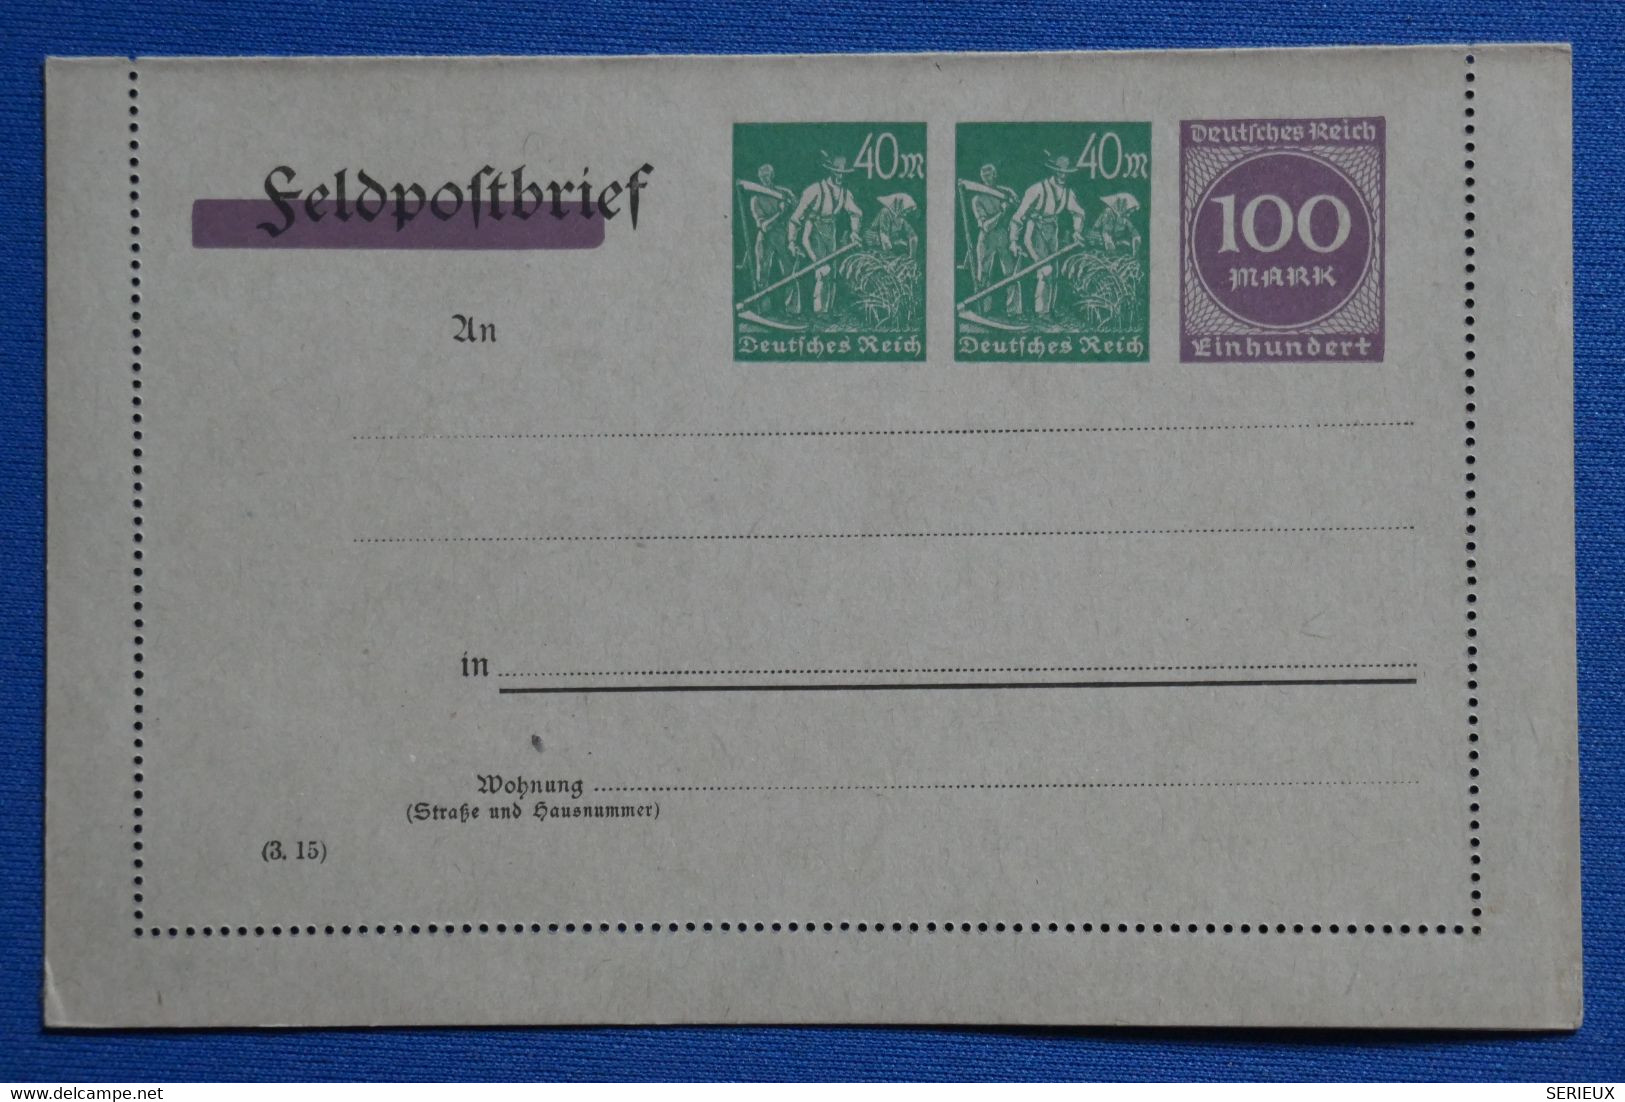 Feldpostbrief
40m
Deutsches Reich
40m
Deutsches Reich
Deutsches Reich
100
MARK
Einhundert
An
in
Wohnung
(Straße und Hausnummer)
(3. 15)
https://www.delcampe.net
SERIEUX